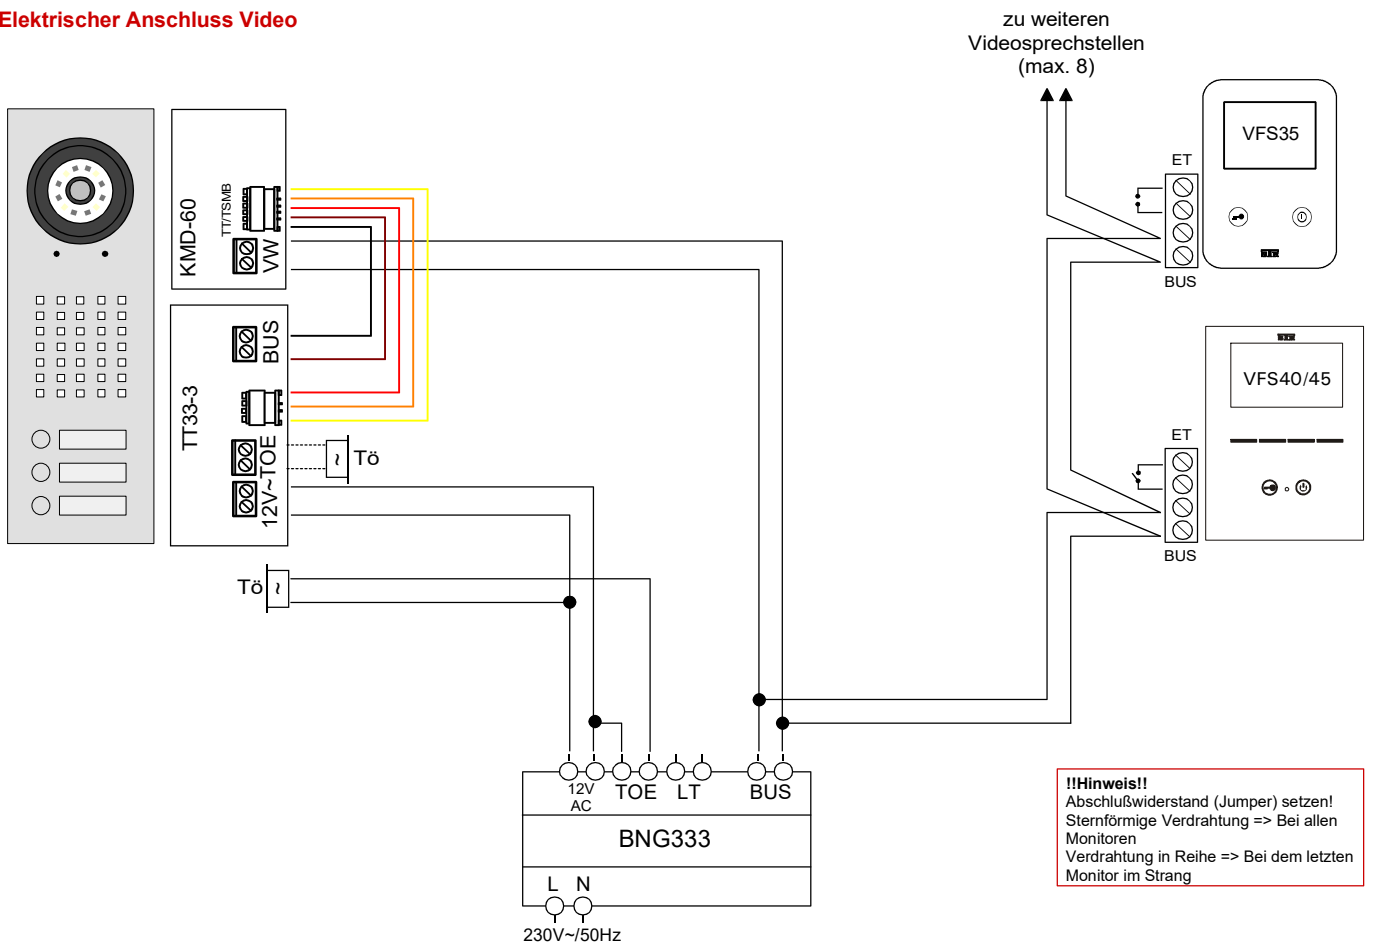 Elektrischer Anschluss Video
zu weiteren
Videosprechstellen
(max. 8)
KMD-60
TT/TSMB
VW
TT33-3
BUS
TOE
12V~
~
Tö
Tö
~
ET
BUS
VFS35
ET
BUS
VFS40/45
12V
AC
TOE
LT
BUS
BNG333
L
N
230V~/50Hz
!!Hinweis!!
Abschlußwiderstand (Jumper) setzen!
Sternförmige Verdrahtung => Bei allen
Monitoren
Verdrahtung in Reihe => Bei dem letzten
Monitor im Strang